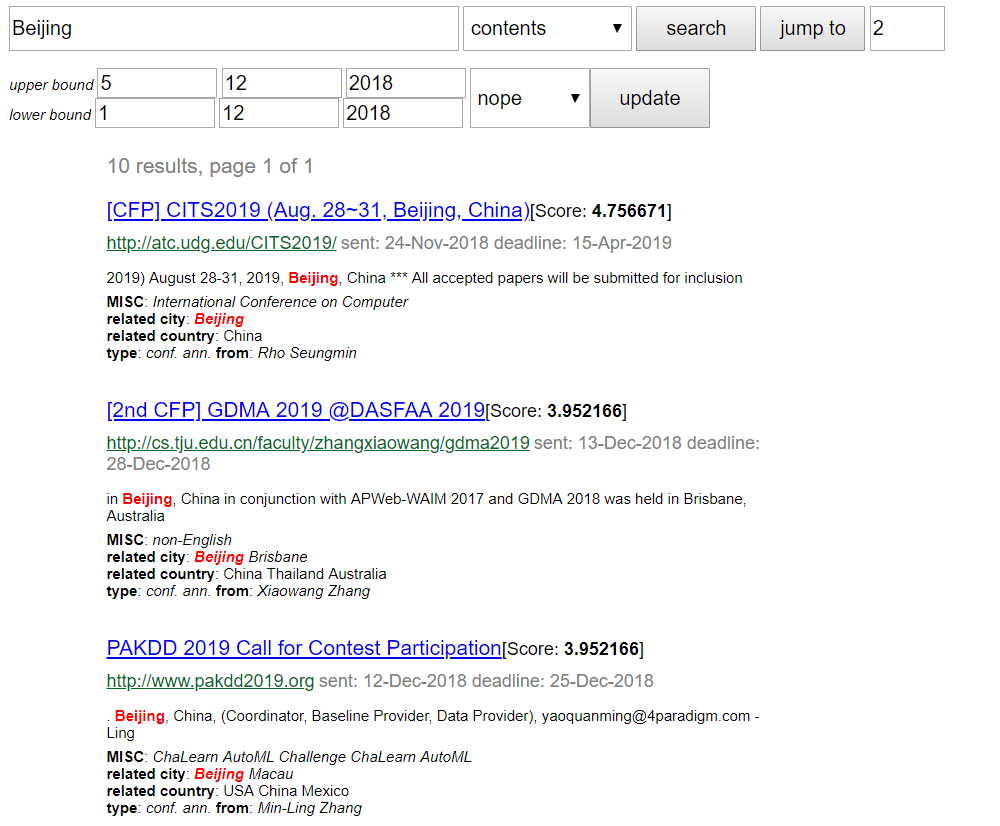 Beijing contents ▼ search jump to 2
upper bound 5 12 2018
nope ▼ update
lower bound 1 12 2018
10 results, page 1 of 1
[CFP] CITS2019 (Aug. 28~31, Beijing, China)[Score: 4.756671]
http://atc.udg.edu/CITS2019/ sent: 24-Nov-2018 deadline: 15-Apr-2019
2019) August 28-31, 2019, Beijing, China *** All accepted papers will be submitted for inclusion
MISC: International Conference on Computer
related city: Beijing
related country: China
type: conf. ann. from: Rho Seungmin
[2nd CFP] GDMA 2019 @DASFAA 2019[Score: 3.952166]
http://cs.tju.edu.cn/faculty/zhangxiaowang/gdma2019 sent: 13-Dec-2018 deadline:
28-Dec-2018
in Beijing, China in conjunction with APWeb-WAIM 2017 and GDMA 2018 was held in Brisbane,
Australia
MISC: non-English
related city: Beijing Brisbane
related country: China Thailand Australia
type: conf. ann. from: Xiaowang Zhang
PAKDD 2019 Call for Contest Participation[Score: 3.952166]
http://www.pakdd2019.org sent: 12-Dec-2018 deadline: 25-Dec-2018
. Beijing, China, (Coordinator, Baseline Provider, Data Provider), yaoquanming@4paradigm.com -
Ling
MISC: ChaLearn AutoML Challenge ChaLearn AutoML
related city: Beijing Macau
related country: USA China Mexico
type: conf. ann. from: Min-Ling Zhang